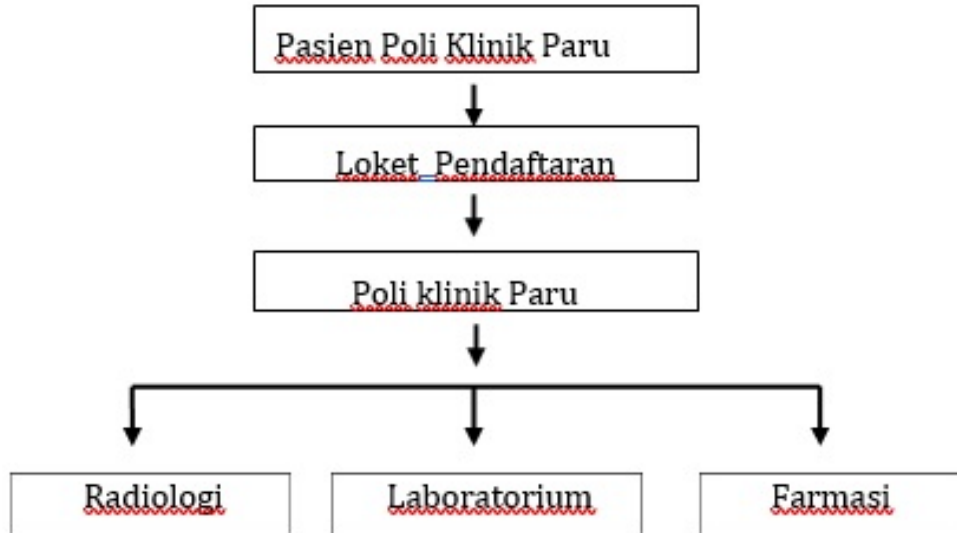 Pasien Poli Klinik Paru
Loket Pendaftaran
Poli klinik Paru
Radiologi
Laboratorium
Farmasi